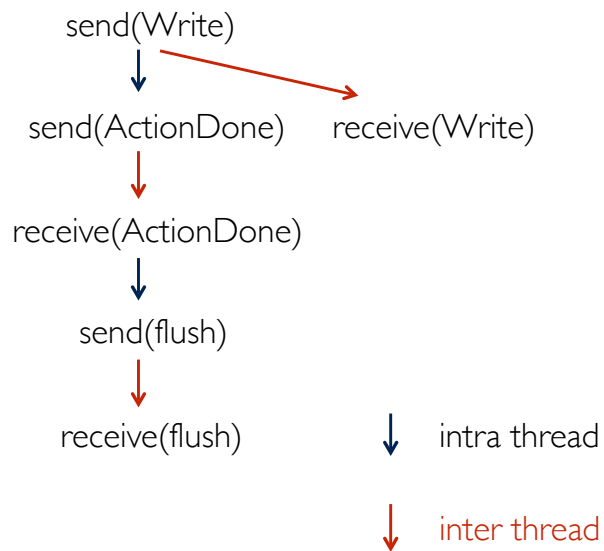 send(Write)
send(ActionDone) receive(Write)
receive(ActionDone)
send(flush)
receive(flush)
intra thread
inter thread